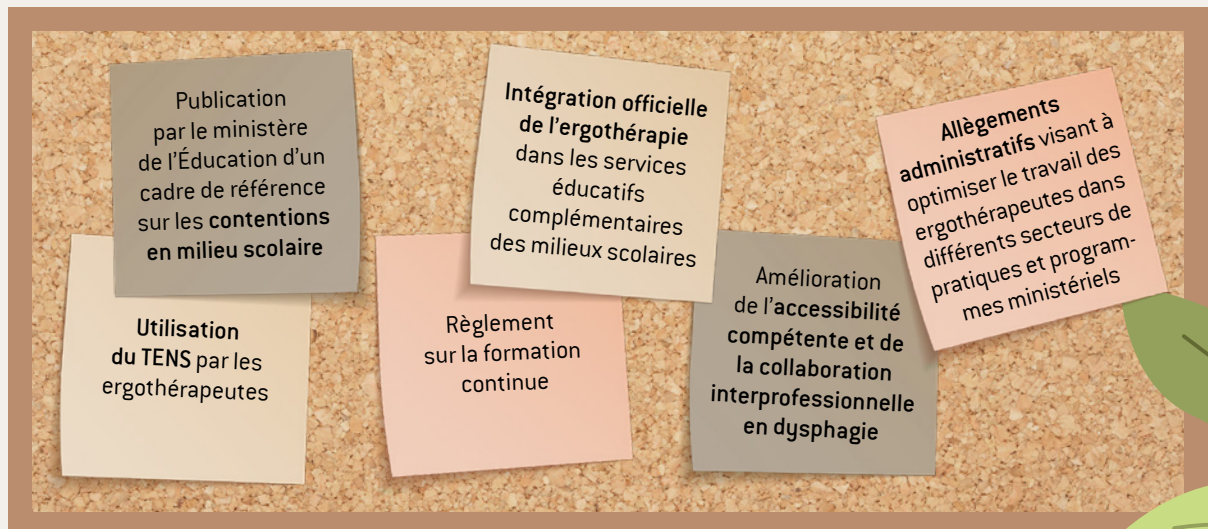 Publication
par le ministère
de l'Éducation d'un
cadre de référence
sur les contentions
en milieu scolaire
Utilisation
du TENS par les
ergothérapeutes
Intégration officielle
de l'ergothérapie
dans les services
éducatifs
complémentaires
des milieux scolaires
Règlement
sur la formation
continue
Amélioration
de l'accessibilité
compétente et de
la collaboration
interprofessionnelle
en dysphagie
Allègements
administratifs visant à
optimiser le travail des
ergothérapeutes dans
différents secteurs de
pratiques et program-
mes ministériels